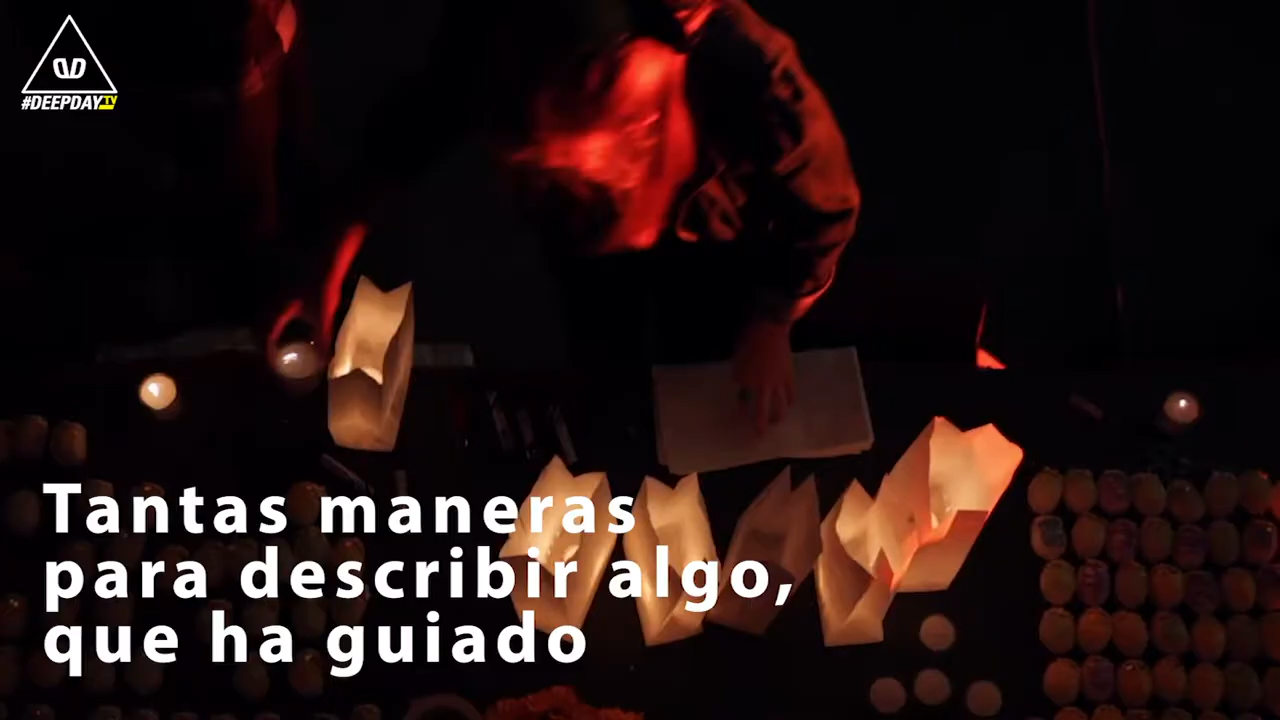 #DEEPDAYTV
Tantas maneras
para describir algo,
que ha guiado